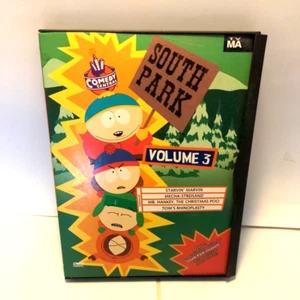 MA
COMEDY
CENTRAL
SOUTH
PARK
VOLUME 3
STARVIN' MARVIN
MECHA-STREISAND
MR. HANKEY, THE CHRISTMAS POO
TOM'S RHINOPLASTY